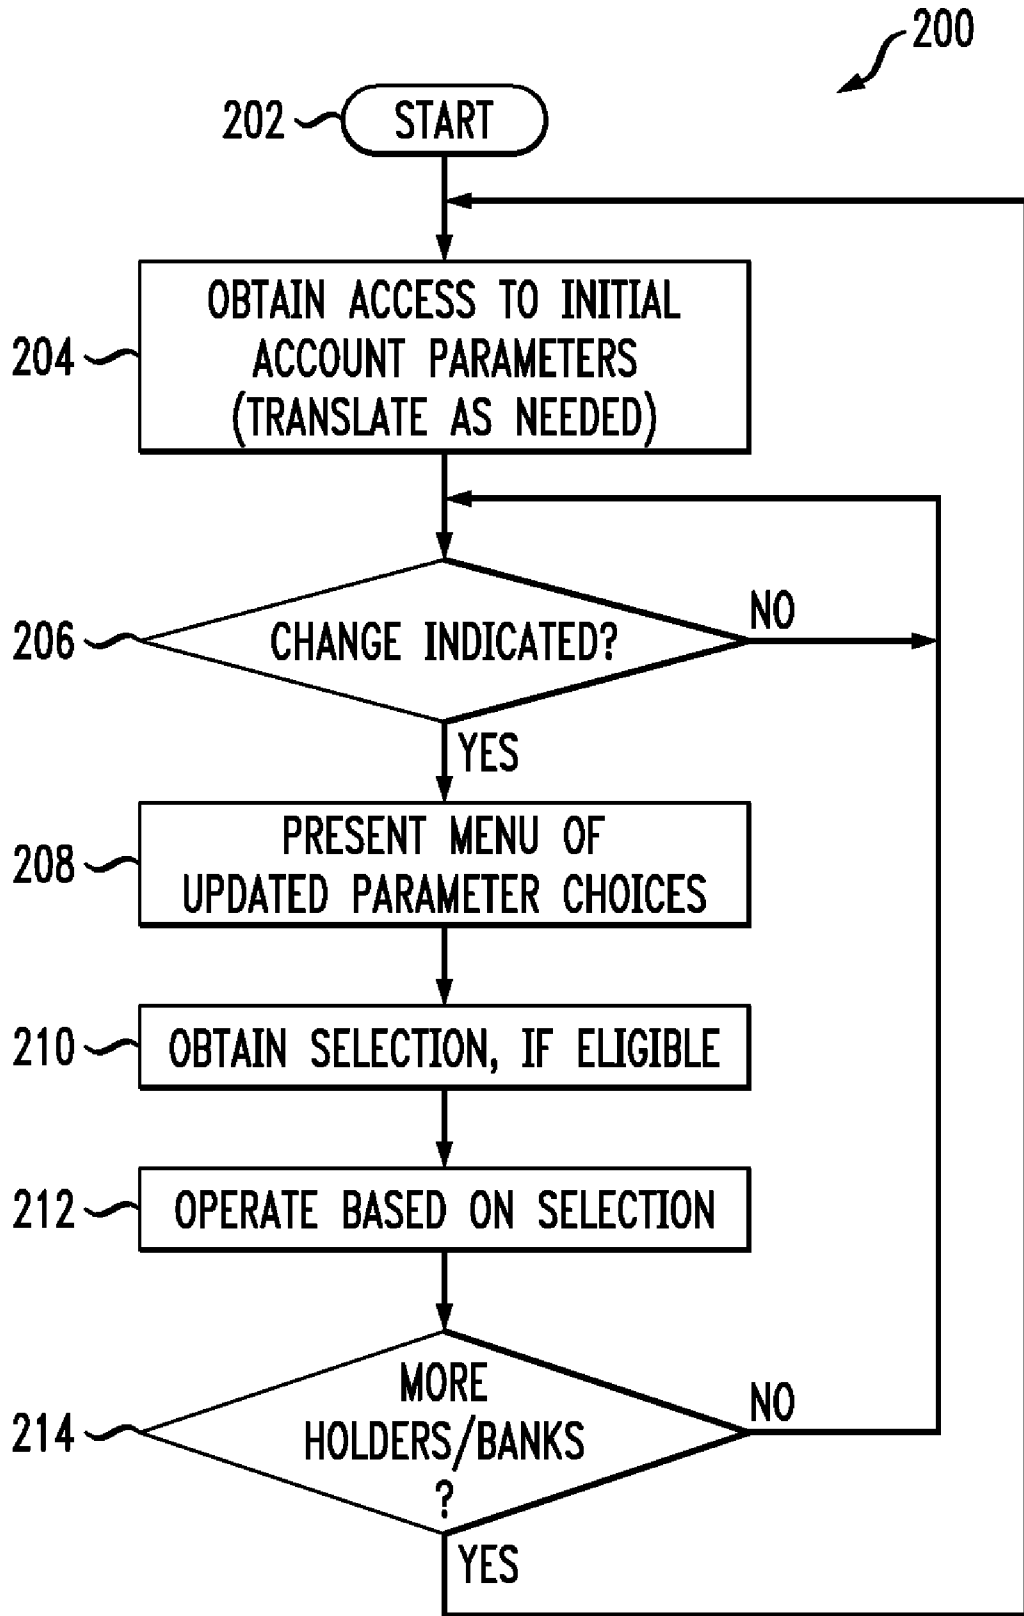 200
202
START
204
OBTAIN ACCESS TO INITIAL
ACCOUNT PARAMETERS
(TRANSLATE AS NEEDED)
206
CHANGE INDICATED?
NO
YES
208
PRESENT MENU OF
UPDATED PARAMETER CHOICES
210
OBTAIN SELECTION, IF ELIGIBLE
212
OPERATE BASED ON SELECTION
214
MORE
HOLDERS/BANKS
?
NO
YES